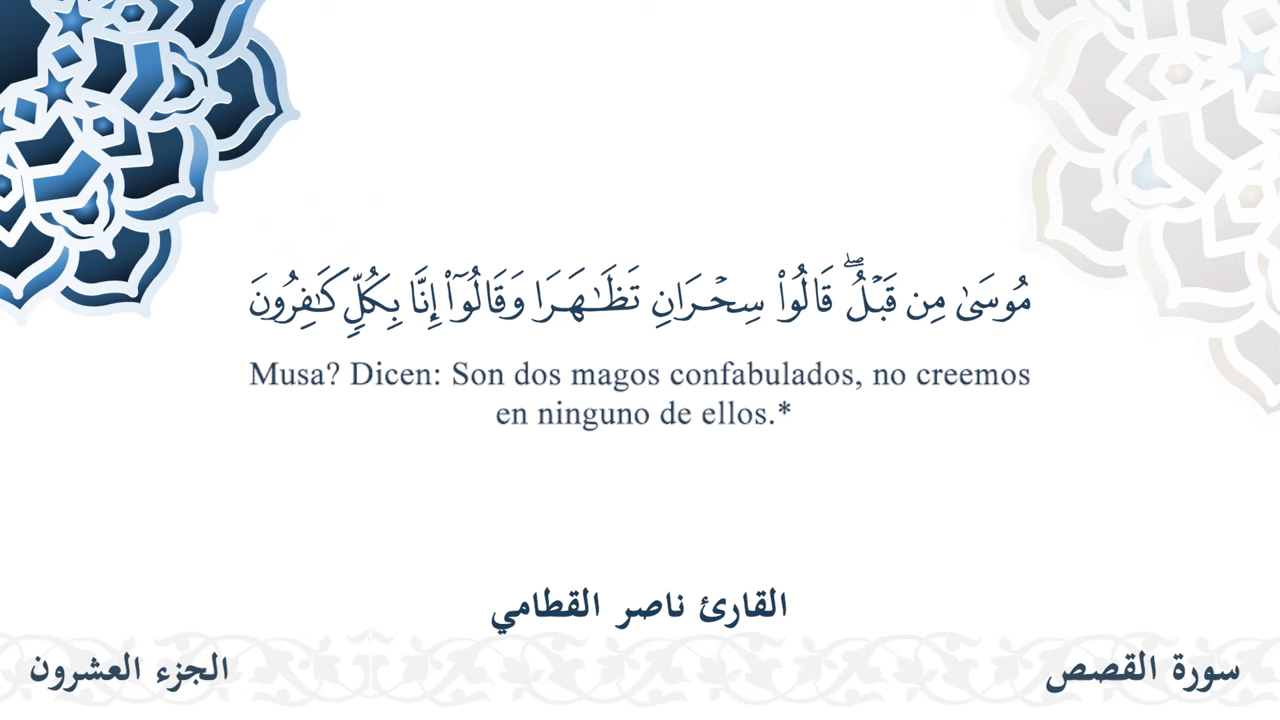 مُوسَىٰ مِن قَبۡلُۖ قَالُواْ سِحۡرَانِ تَظَٰهَرَا وَقَالُوٓاْ إِنَّا بِكُلّٖ كَٰفِرُونَ
Musa? Dicen: Son dos magos confabulados, no creemos
en ninguno de ellos.*
القارئ ناصر القطامي
سورة القصص
الجزء العشرون